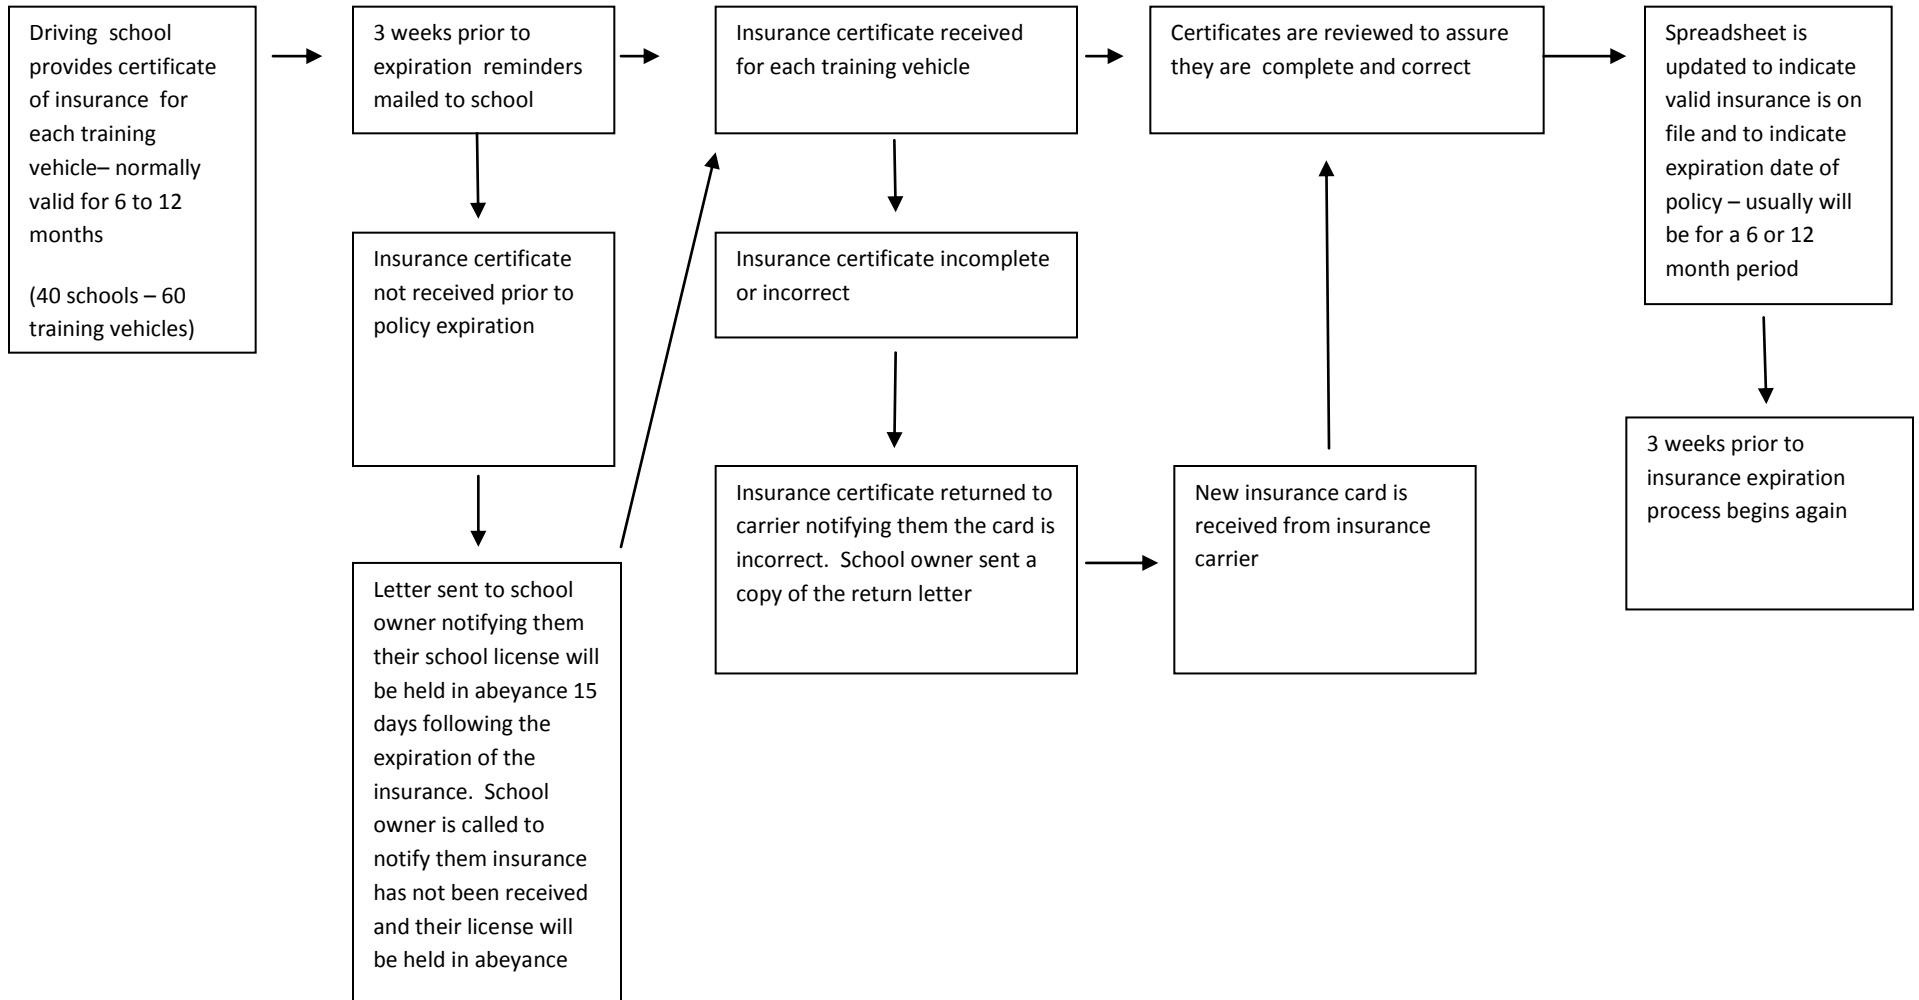 Driving school
provides certificate
of insurance for
each training
vehicle– normally
valid for 6 to 12
months
(40 schools – 60
training vehicles)
3 weeks prior to
expiration reminders
mailed to school
Insurance certificate
not received prior to
policy expiration
Letter sent to school
owner notifying them
their school license will
be held in abeyance 15
days following the
expiration of the
insurance. School
owner is called to
notify them insurance
has not been received
and their license will
be held in abeyance
Insurance certificate received
for each training vehicle
Insurance certificate incomplete
or incorrect
Insurance certificate returned to
carrier notifying them the card is
incorrect. School owner sent a
copy of the return letter
Certificates are reviewed to assure
they are complete and correct
New insurance card is
received from insurance
carrier
Spreadsheet is
updated to indicate
valid insurance is on
file and to indicate
expiration date of
policy – usually will
be for a 6 or 12
month period
3 weeks prior to
insurance expiration
process begins again